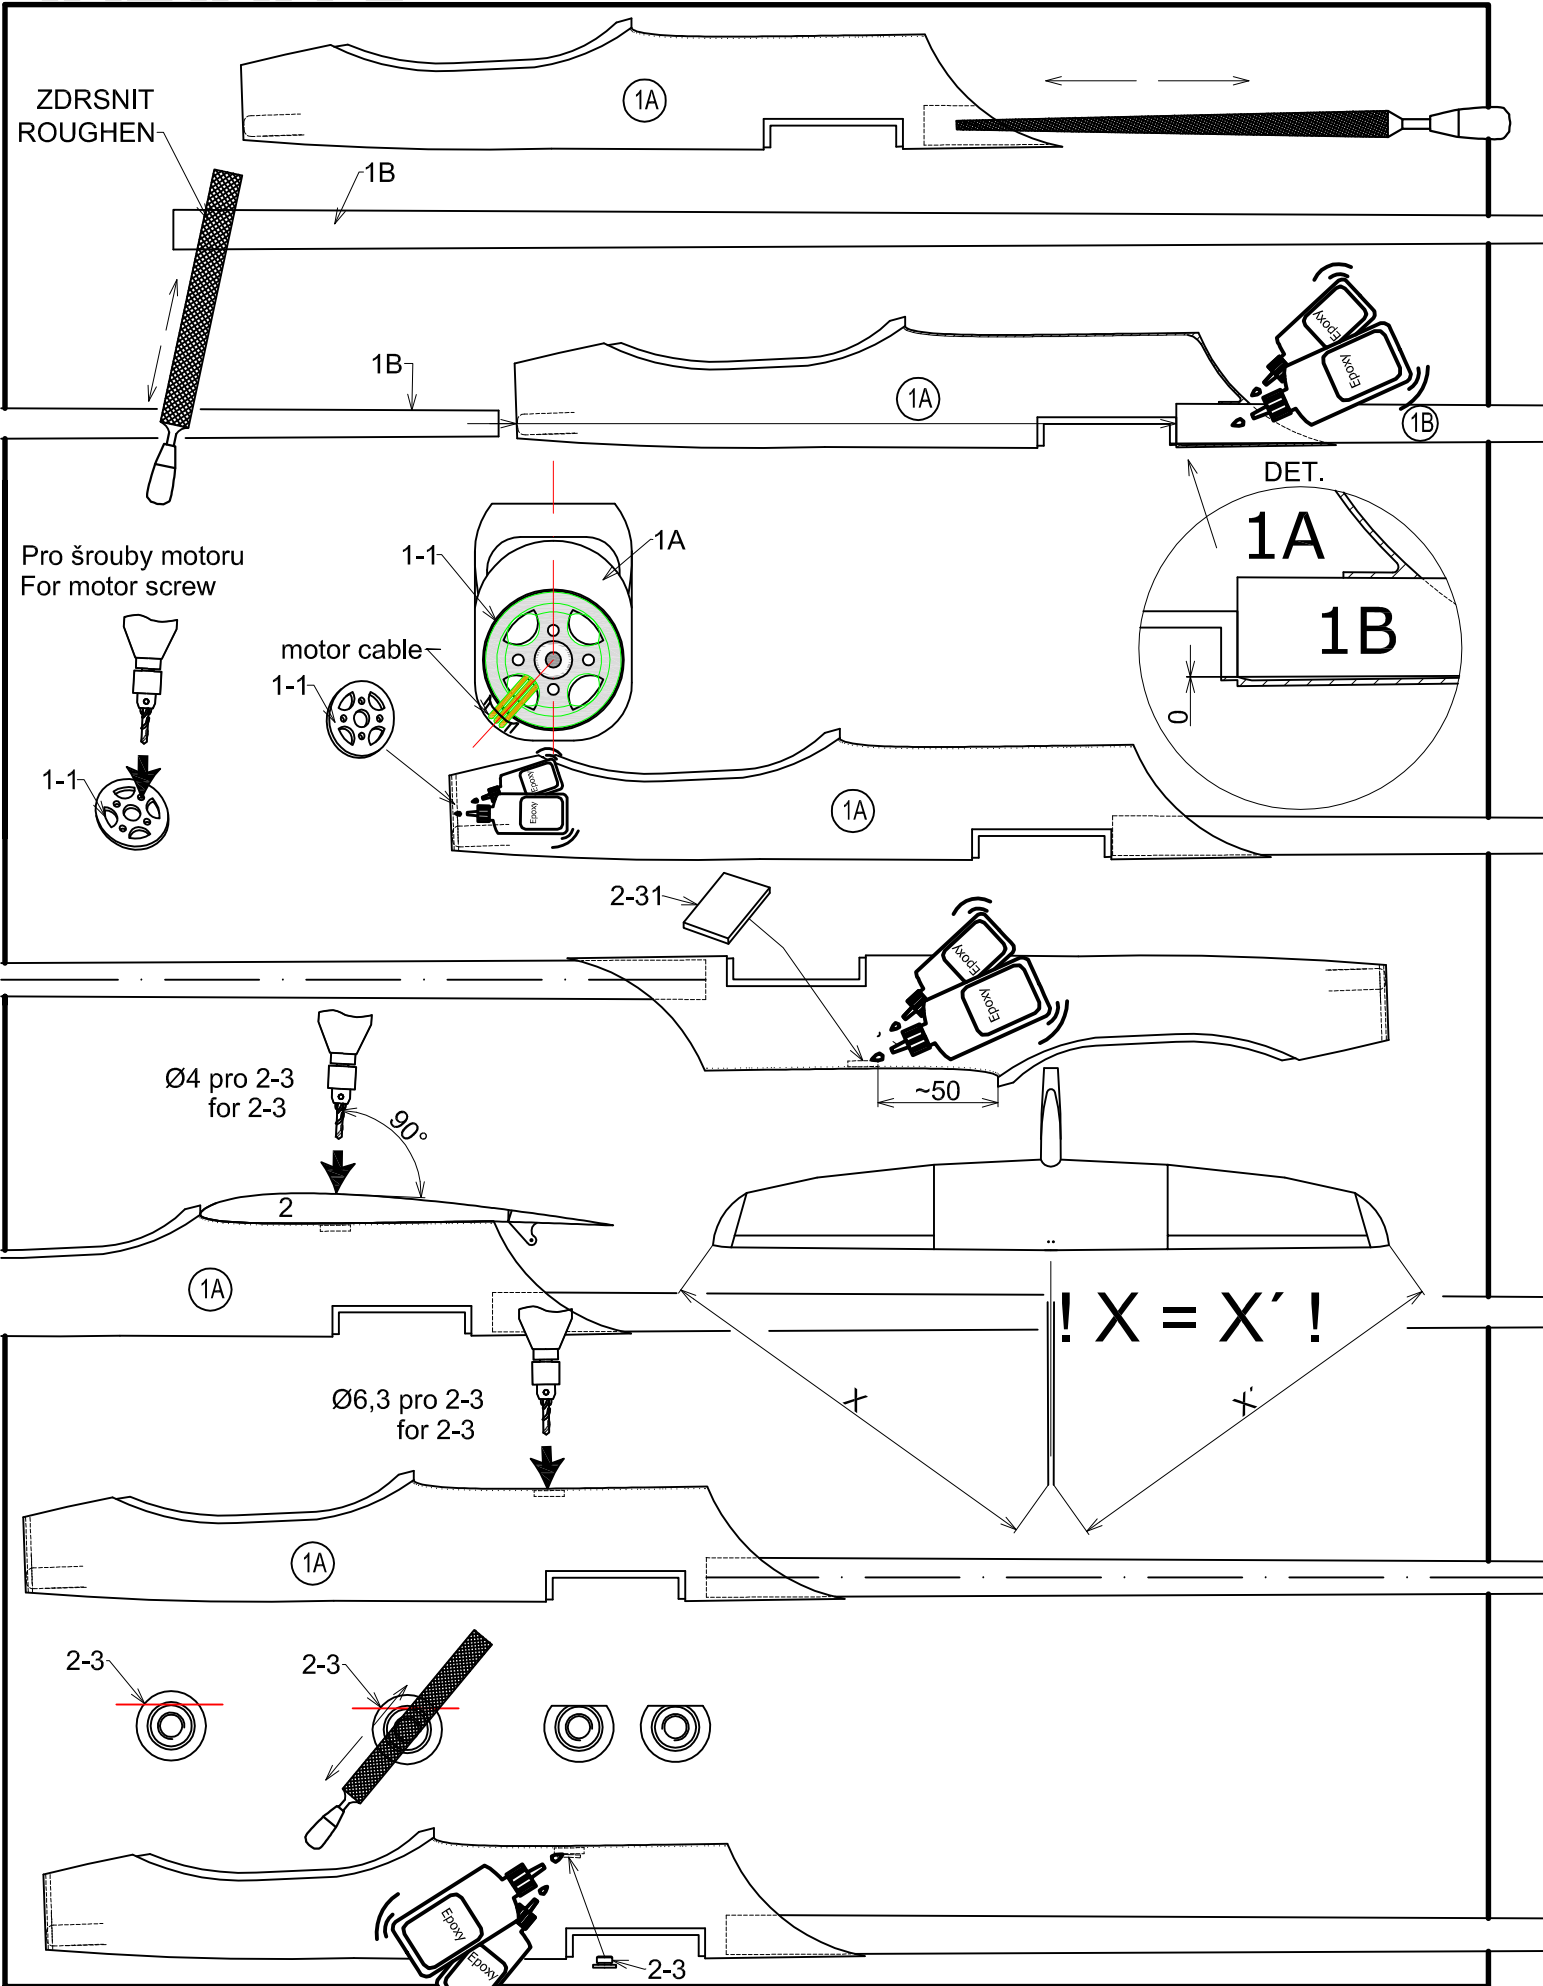 1A
ZDRSNIT
ROUGHEN
1B
Epoxy
Epoxy
1B
1A
1B
DET.
1A
1B
0
Pro šrouby motoru
For motor screw
1-1
1A
motor cable
1-1
1-1
Epoxy
Epoxy
1A
2-31
Epoxy
Epoxy
~50
Ø4 pro 2-3
for 2-3
90°
2
1A
! X = X´ !
X
X´
Ø6,3 pro 2-3
for 2-3
1A
2-3
2-3
Epoxy
Epoxy
2-3